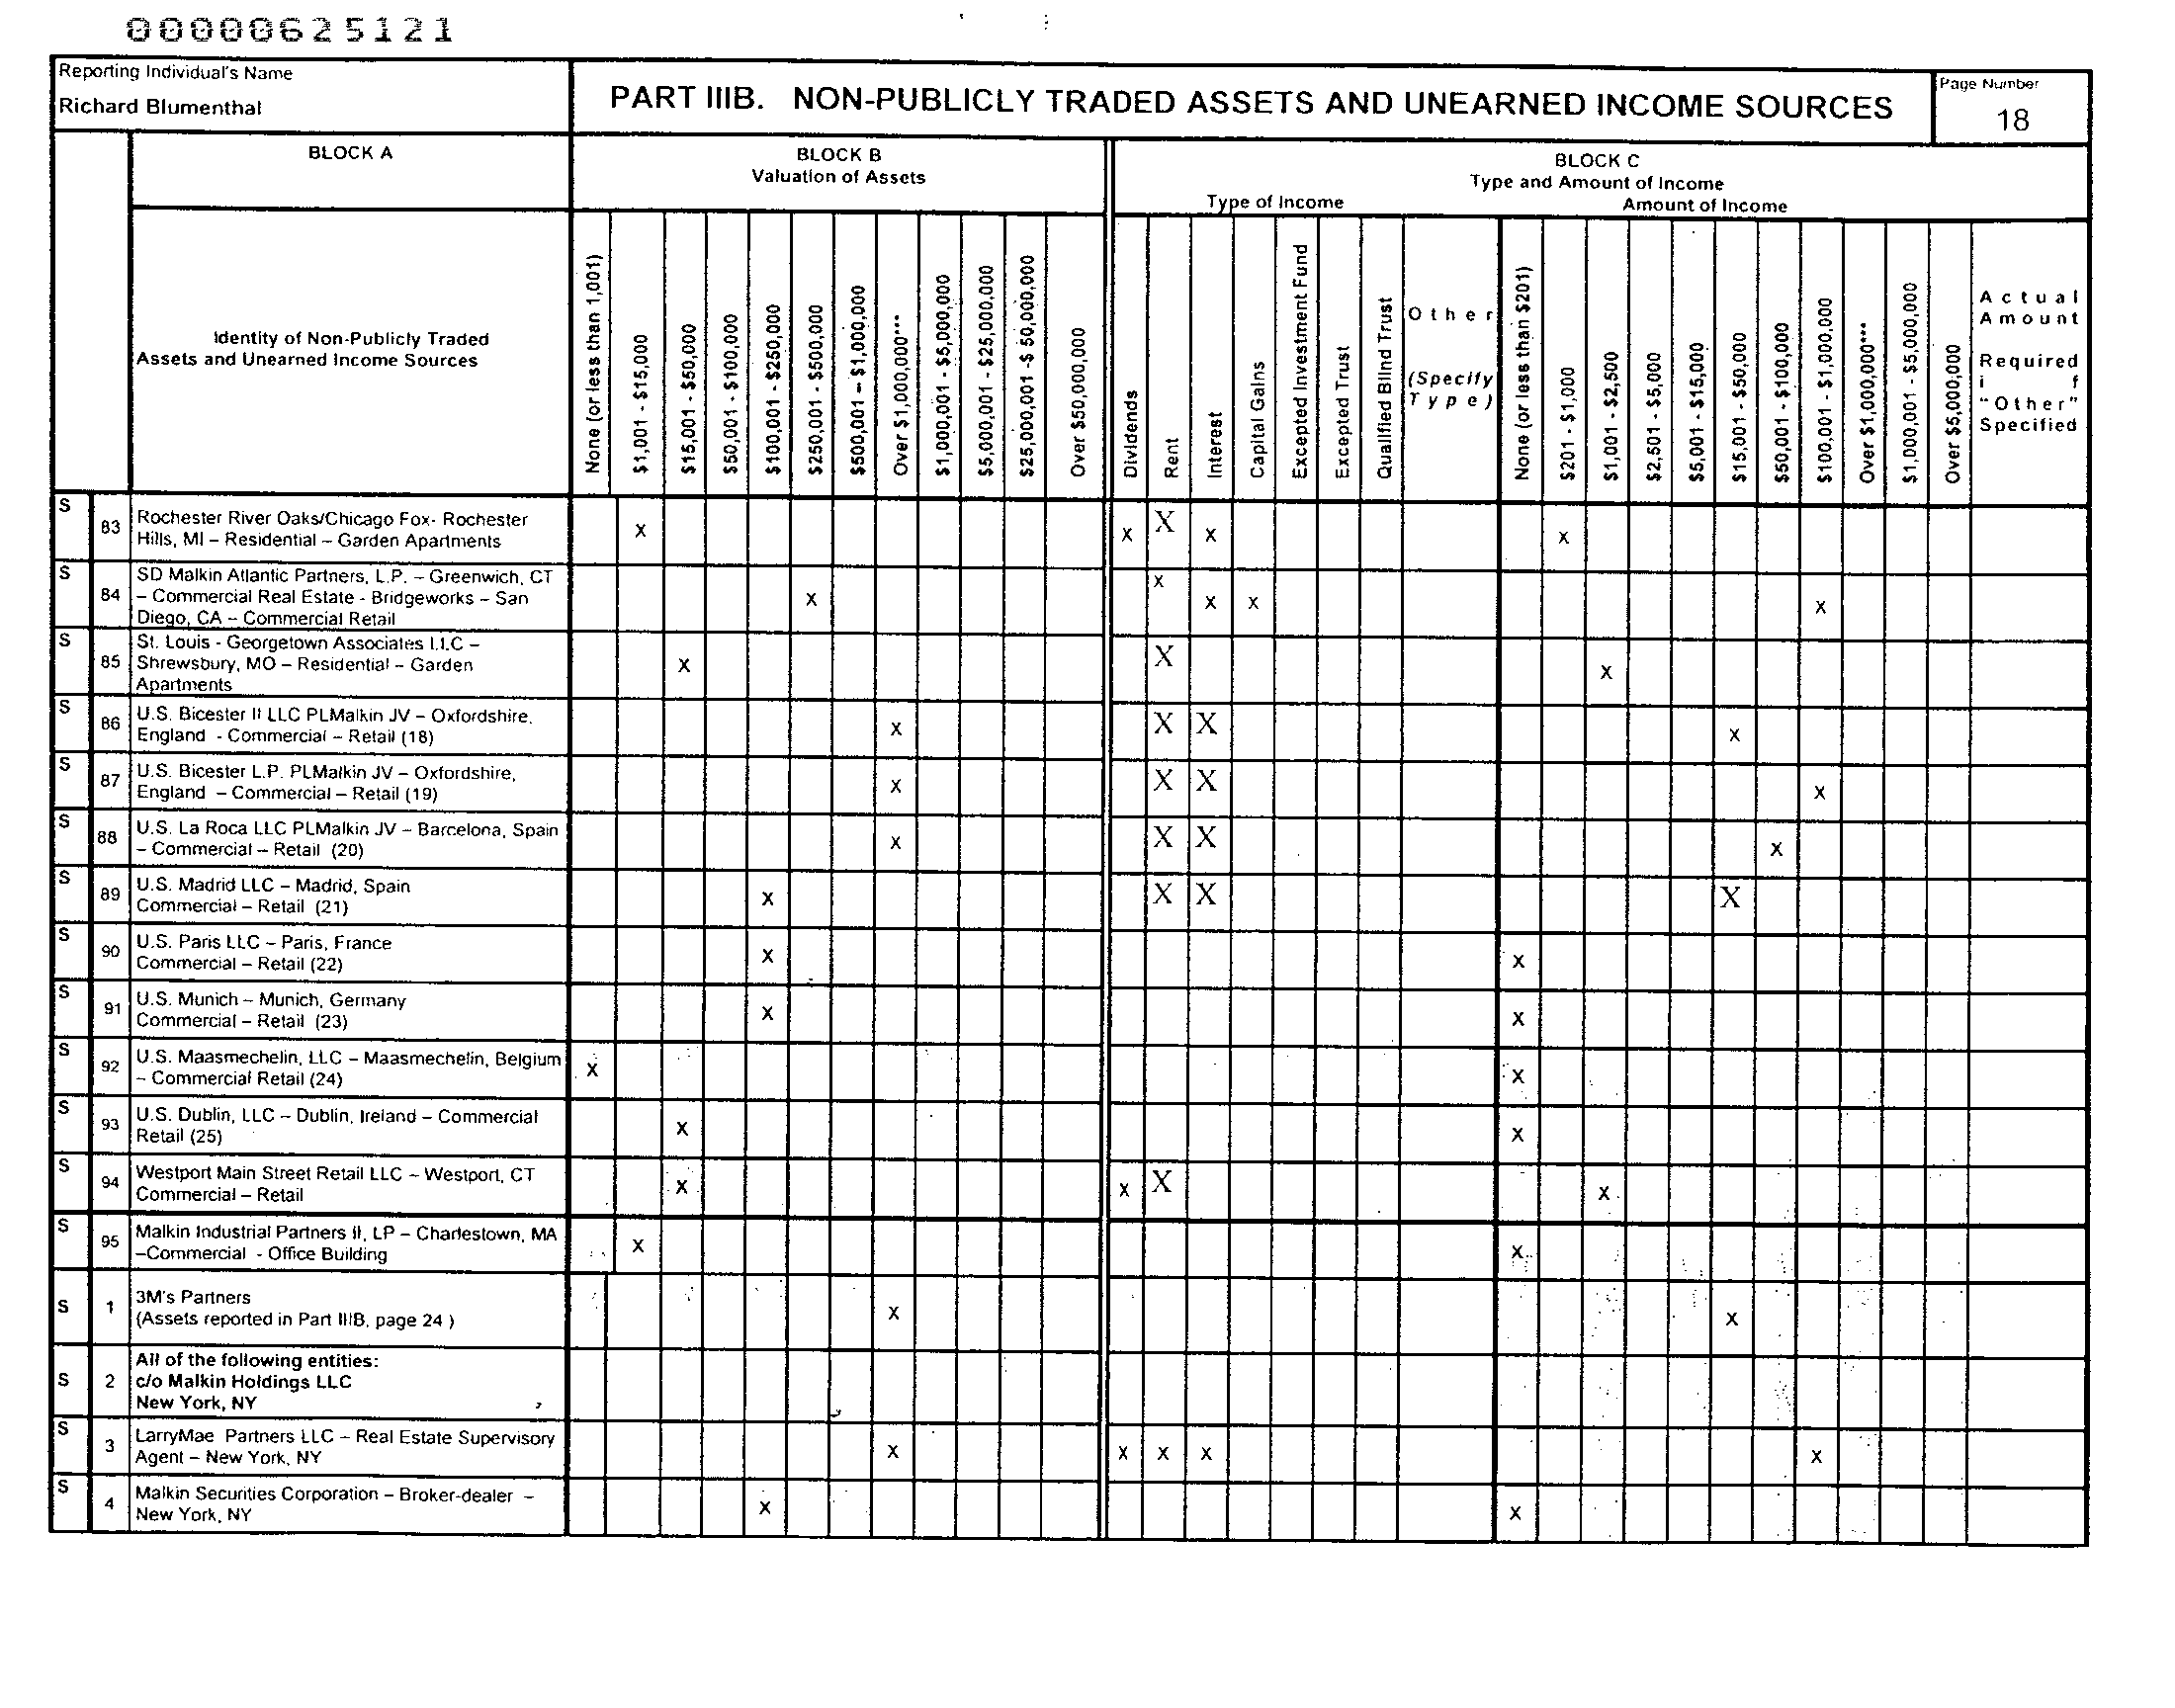 00000625121
Reporting Individual's Name
Richard Blumenthal
PART IIIB. NON-PUBLICLY TRADED ASSETS AND UNEARNED INCOME SOURCES
Page Number
18
BLOCK A
BLOCK B
Valuation of Assets
BLOCK C
Type and Amount of Income
Type of Income
Amount of Income
Identity of Non-Publicly Traded
Assets and Unearned Income Sources
None (or less than 1,001)
$1,001 - $15,000
$15,001 - $50,000
$50,001 - $100,000
$100,001 - $250,000
$250,001 - $500,000
$500,001 – $1,000,000
Over $1,000,000***
$1,000,001 - $5,000,000
$5,000,001 - $25,000,000
$25,000,001 -$ 50,000,000
Over $50,000,000
Dividends
Rent
Interest
Capital Gains
Excepted Investment Fund
Excepted Trust
Qualified Blind Trust
Other
(Specify
Type)
None (or less than $201)
$201 - $1,000
$1,001 - $2,500
$2,501 - $5,000
$5,001 - $15,000
$15,001 - $50,000
$50,001 - $100,000
$100,001 - $1,000,000
Over $1,000,000***
$1,000,001 - $5,000,000
Over $5,000,000
Actual
Amount
Required
if
"Other"
Specified
S 83 Rochester River Oaks/Chicago Fox- Rochester
Hills, MI – Residential – Garden Apartments
X X X X X
S 84 SD Malkin Atlantic Partners, L.P. – Greenwich, CT
– Commercial Real Estate - Bridgeworks – San
Diego, CA – Commercial Retail
X X X X X
S 85 St. Louis - Georgetown Associates LLC –
Shrewsbury, MO – Residential – Garden
Apartments
X X X
S 86 U.S. Bicester II LLC PLMalkin JV – Oxfordshire,
England - Commercial – Retail (18)
X X X X
S 87 U.S. Bicester L.P. PLMalkin JV – Oxfordshire,
England – Commercial – Retail (19)
X X X X
S 88 U.S. La Roca LLC PLMalkin JV – Barcelona, Spain
– Commercial – Retail (20)
X X X X
S 89 U.S. Madrid LLC – Madrid, Spain
Commercial – Retail (21)
X X X X
S 90 U.S. Paris LLC – Paris, France
Commercial – Retail (22)
X X
S 91 U.S. Munich – Munich, Germany
Commercial – Retail (23)
X X
S 92 U.S. Maasmechelin, LLC – Maasmechelin, Belgium
– Commercial Retail (24)
X X
S 93 U.S. Dublin, LLC – Dublin, Ireland – Commercial
Retail (25)
X X
S 94 Westport Main Street Retail LLC – Westport, CT
Commercial – Retail
X X X X
S 95 Malkin Industrial Partners II, LP – Charlestown, MA
–Commercial - Office Building
X X
S 1 3M's Partners
(Assets reported in Part IIIB, page 24 )
X X
S 2 All of the following entities:
c/o Malkin Holdings LLC
New York, NY
S 3 LarryMae Partners LLC – Real Estate Supervisory
Agent – New York, NY
X X X X X
S 4 Malkin Securities Corporation – Broker-dealer –
New York, NY
X X